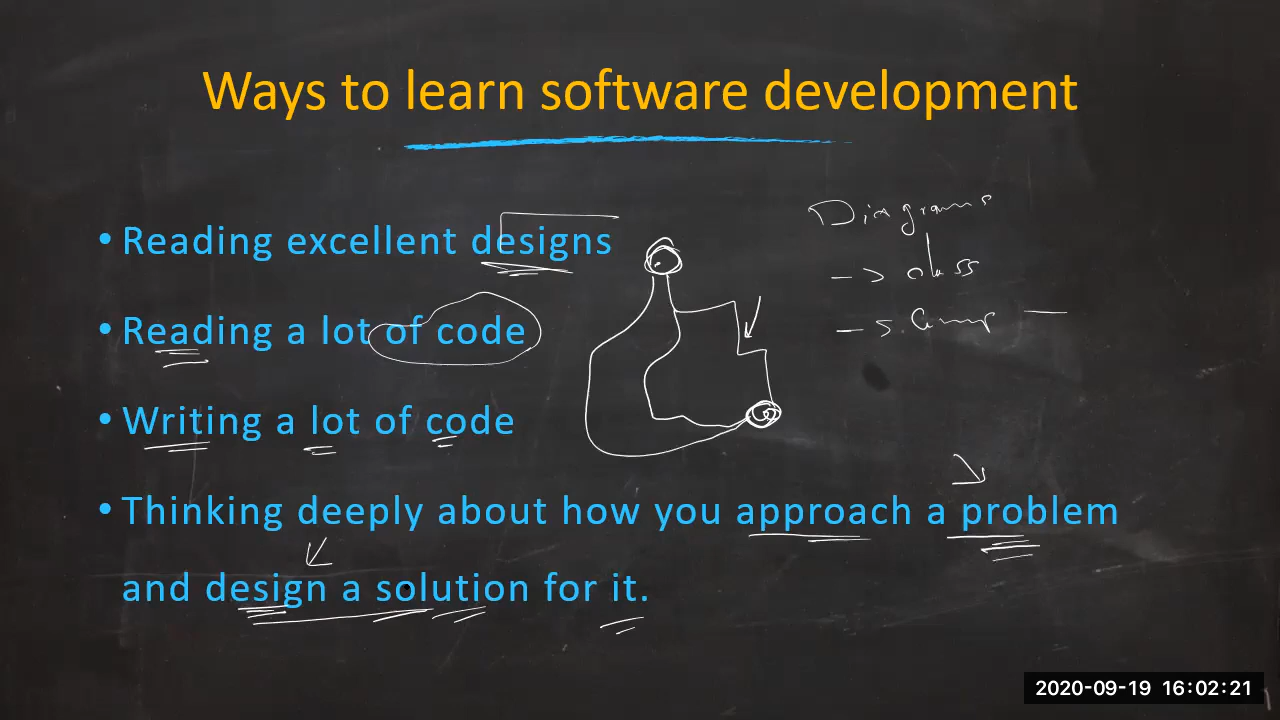 Ways to learn software development
• Reading excellent designs
• Reading a lot of code
• Writing a lot of code
• Thinking deeply about how you approach a problem
and design a solution for it.
Diagrams
-> class
2020-09-19 16:02:21